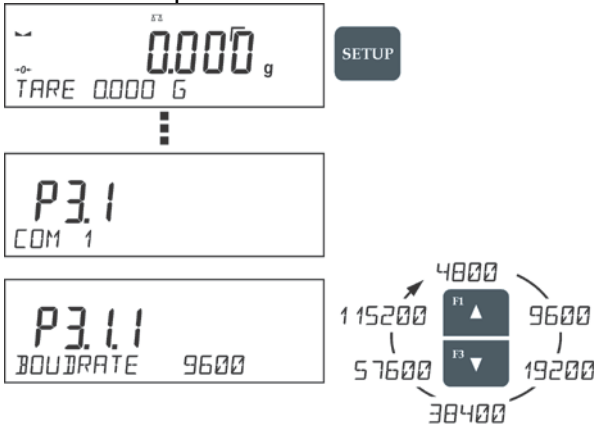 0.000 g
TARE 0.000 G
SETUP
P3.1
COM 1
P3.1.1
BOUDRATE 9600
4800
115200
F1
9600
57600
F3
19200
38400